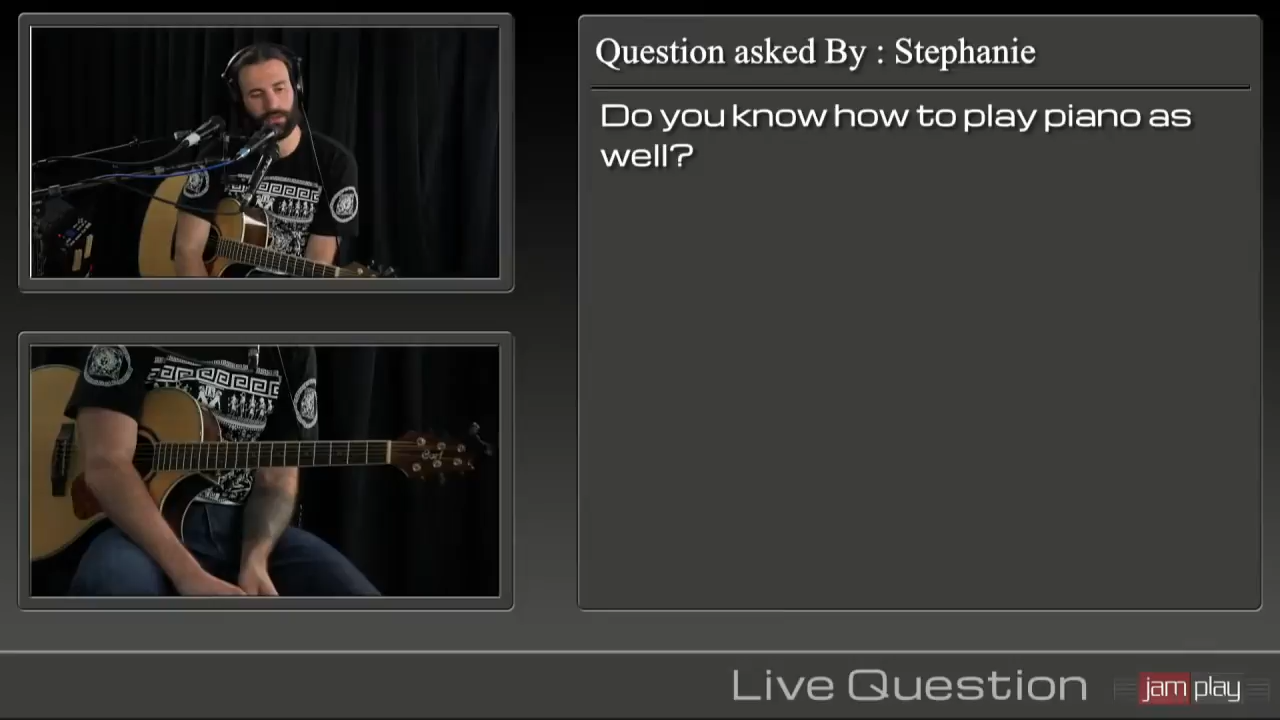 Question asked By : Stephanie
Do you know how to play piano as
well?
Live Question
jam play